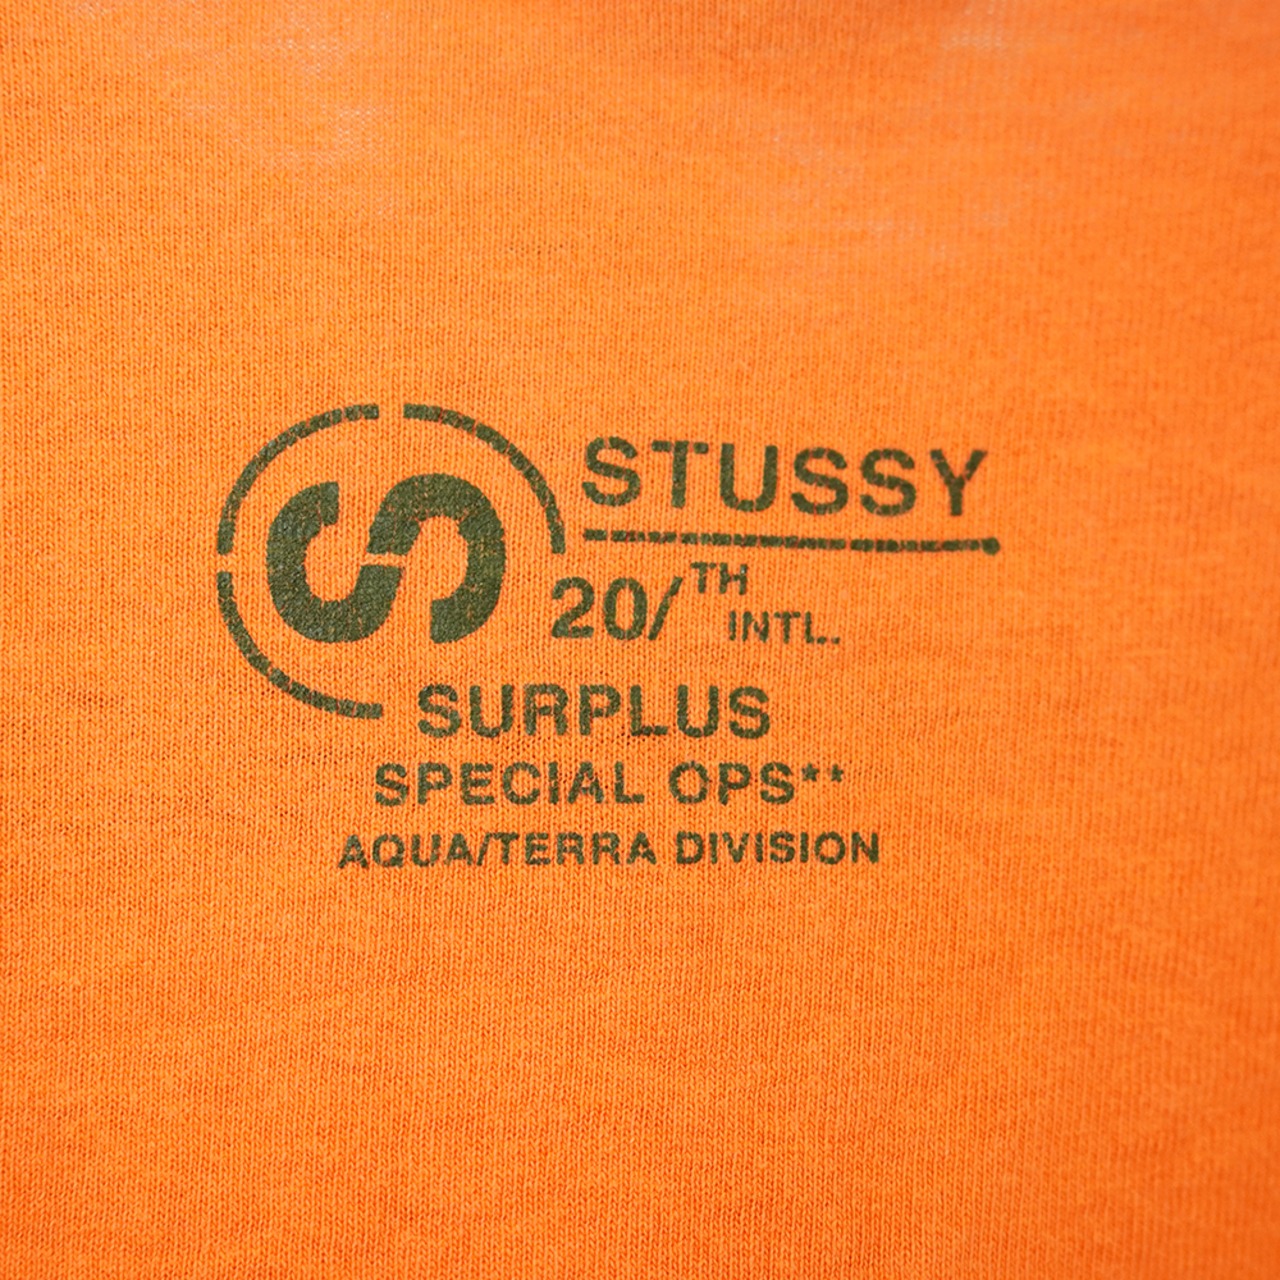 S
STUSSY
20/TH INTL.
SURPLUS
SPECIAL OPS**
AQUA/TERRA DIVISION